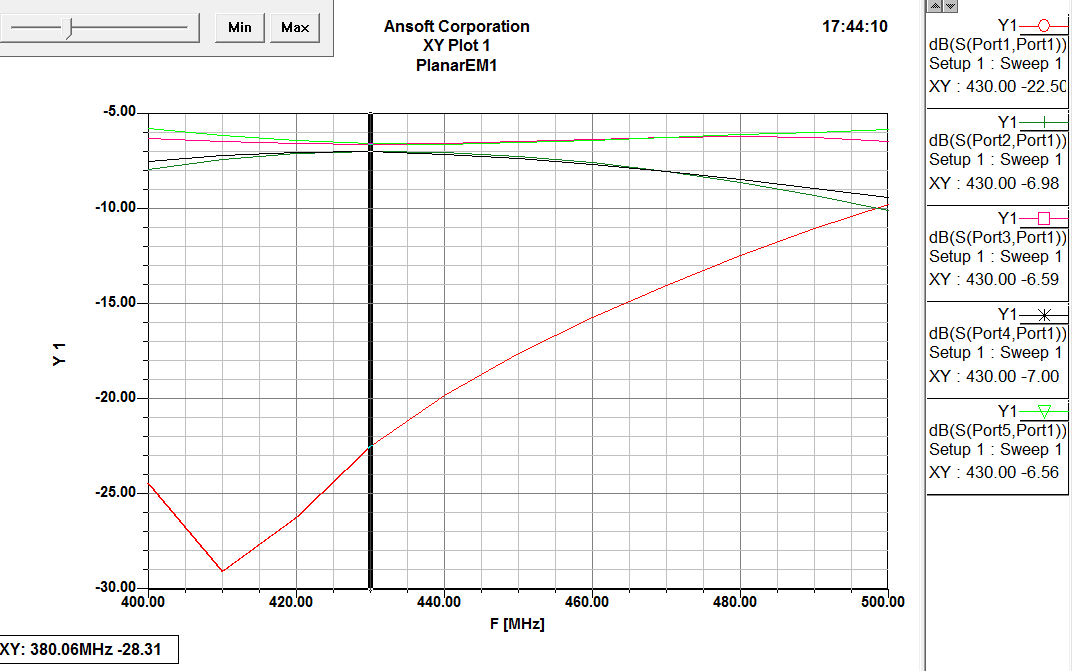 Min Max
Ansoft Corporation
XY Plot 1
PlanarEM1
17:44:10
-5.00
-10.00
-15.00
-20.00
-25.00
-30.00
Y 1
400.00 420.00 440.00 460.00 480.00 500.00
F [MHz]
XY: 380.06MHz -28.31
Y1
dB(S(Port1,Port1))
Setup 1 : Sweep 1
XY : 430.00 -22.50
Y1
dB(S(Port2,Port1))
Setup 1 : Sweep 1
XY : 430.00 -6.98
Y1
dB(S(Port3,Port1))
Setup 1 : Sweep 1
XY : 430.00 -6.59
Y1
dB(S(Port4,Port1))
Setup 1 : Sweep 1
XY : 430.00 -7.00
Y1
dB(S(Port5,Port1))
Setup 1 : Sweep 1
XY : 430.00 -6.56